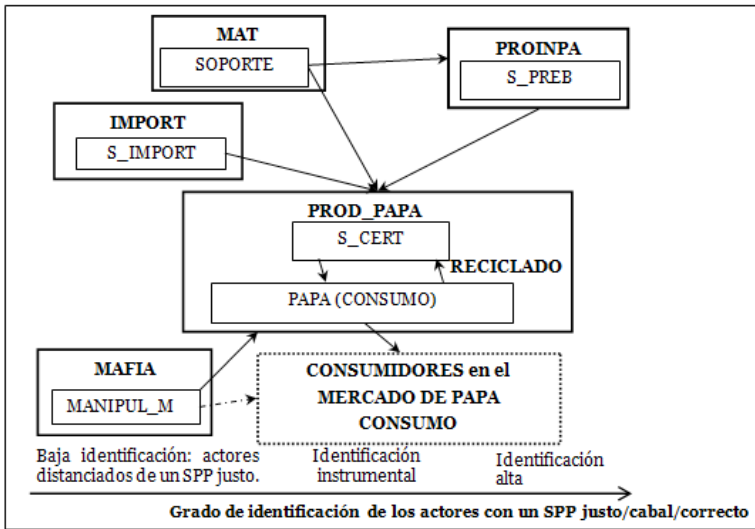 MAT
SOPORTE
PROINPA
S_PREB
IMPORT
S_IMPORT
PROD_PAPA
S_CERT
RECICLADO
PAPA (CONSUMO)
MAFIA
MANIPUL_M
CONSUMIDORES en el
MERCADO DE PAPA
CONSUMO
Baja identificación: actores
distanciados de un SPP justo.
Identificación
instrumental
Identificación
alta
Grado de identificación de los actores con un SPP justo/cabal/correcto